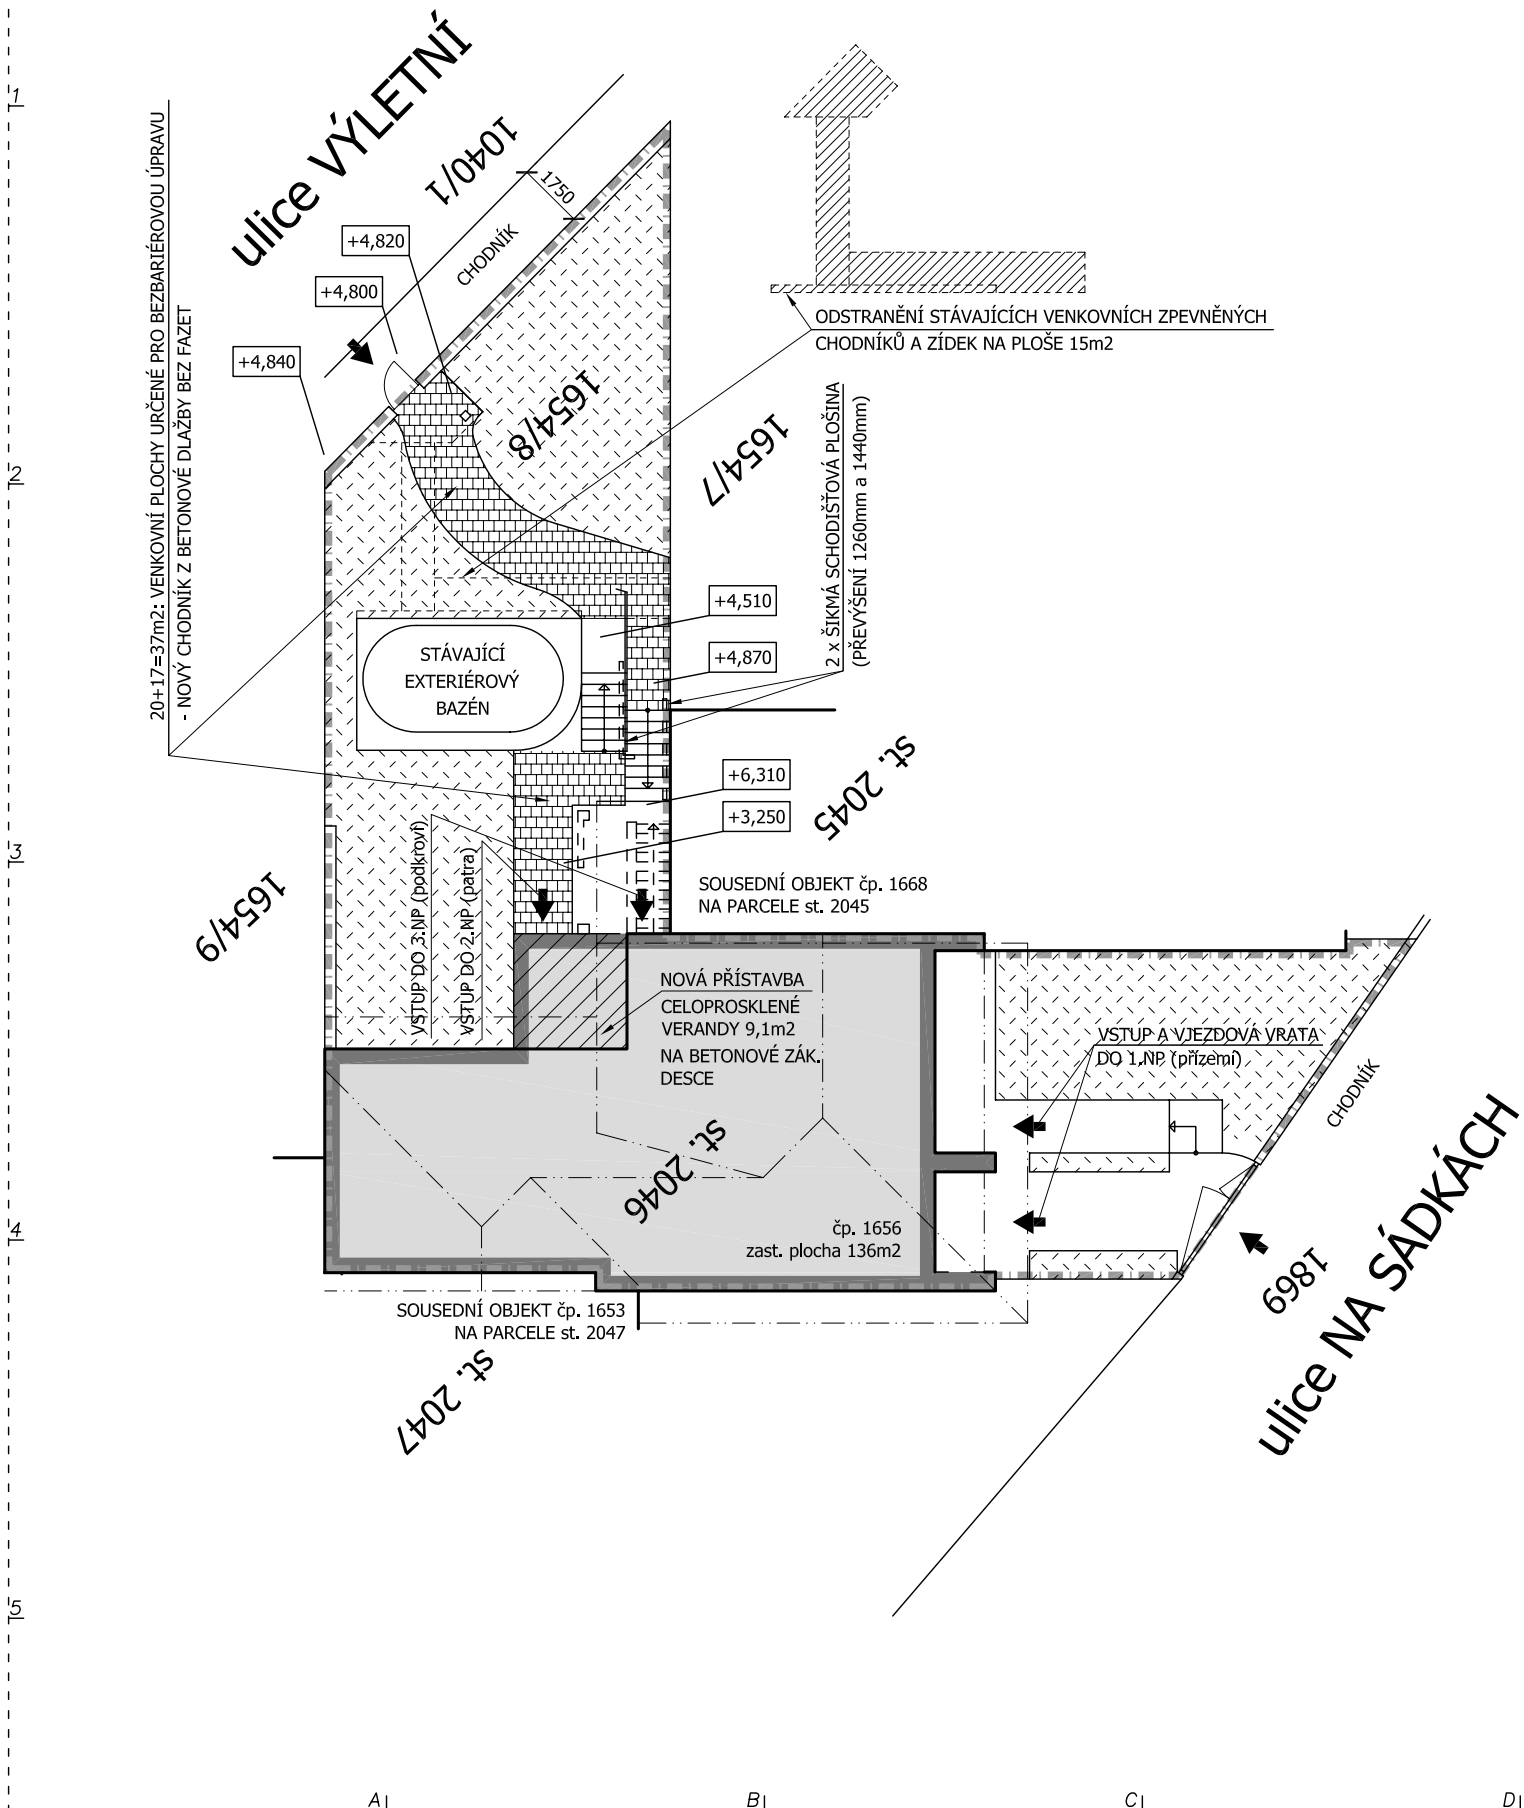 1
2
3
4
5
A
B
C
D
ulice VÝLETNÍ
1040/1
1750
CHODNÍK
+4,820
+4,800
+4,840
20+17=37m2: VENKOVNÍ PLOCHY URČENÉ PRO BEZBARIÉROVOU ÚPRAVU
- NOVÝ CHODNÍK Z BETONOVÉ DLAŽBY BEZ FAZET
ODSTRANĚNÍ STÁVAJÍCÍCH VENKOVNÍCH ZPEVNĚNÝCH
CHODNÍKŮ A ZÍDEK NA PLOŠE 15m2
1654/8
1654/7
2 x ŠIKMÁ SCHODIŠŤOVÁ PLOŠINA
(PŘEVÝŠENÍ 1260mm a 1440mm)
+4,510
+4,870
STÁVAJÍCÍ
EXTERIÉROVÝ
BAZÉN
+6,310
+3,250
st. 2045
1654/9
VSTUP DO 3.NP (podkroví)
VSTUP DO 2.NP (patra)
SOUSEDNÍ OBJEKT čp. 1668
NA PARCELE st. 2045
NOVÁ PŘÍSTAVBA
CELOPROSKLENÉ
VERANDY 9,1m2
NA BETONOVÉ ZÁK.
DESCE
VSTUP A VJEZDOVÁ VRATA
DO 1.NP (přízemí)
CHODNÍK
st. 2046
čp. 1656
zast. plocha 136m2
1869
ulice NA SÁDKÁCH
SOUSEDNÍ OBJEKT čp. 1653
NA PARCELE st. 2047
st. 2047